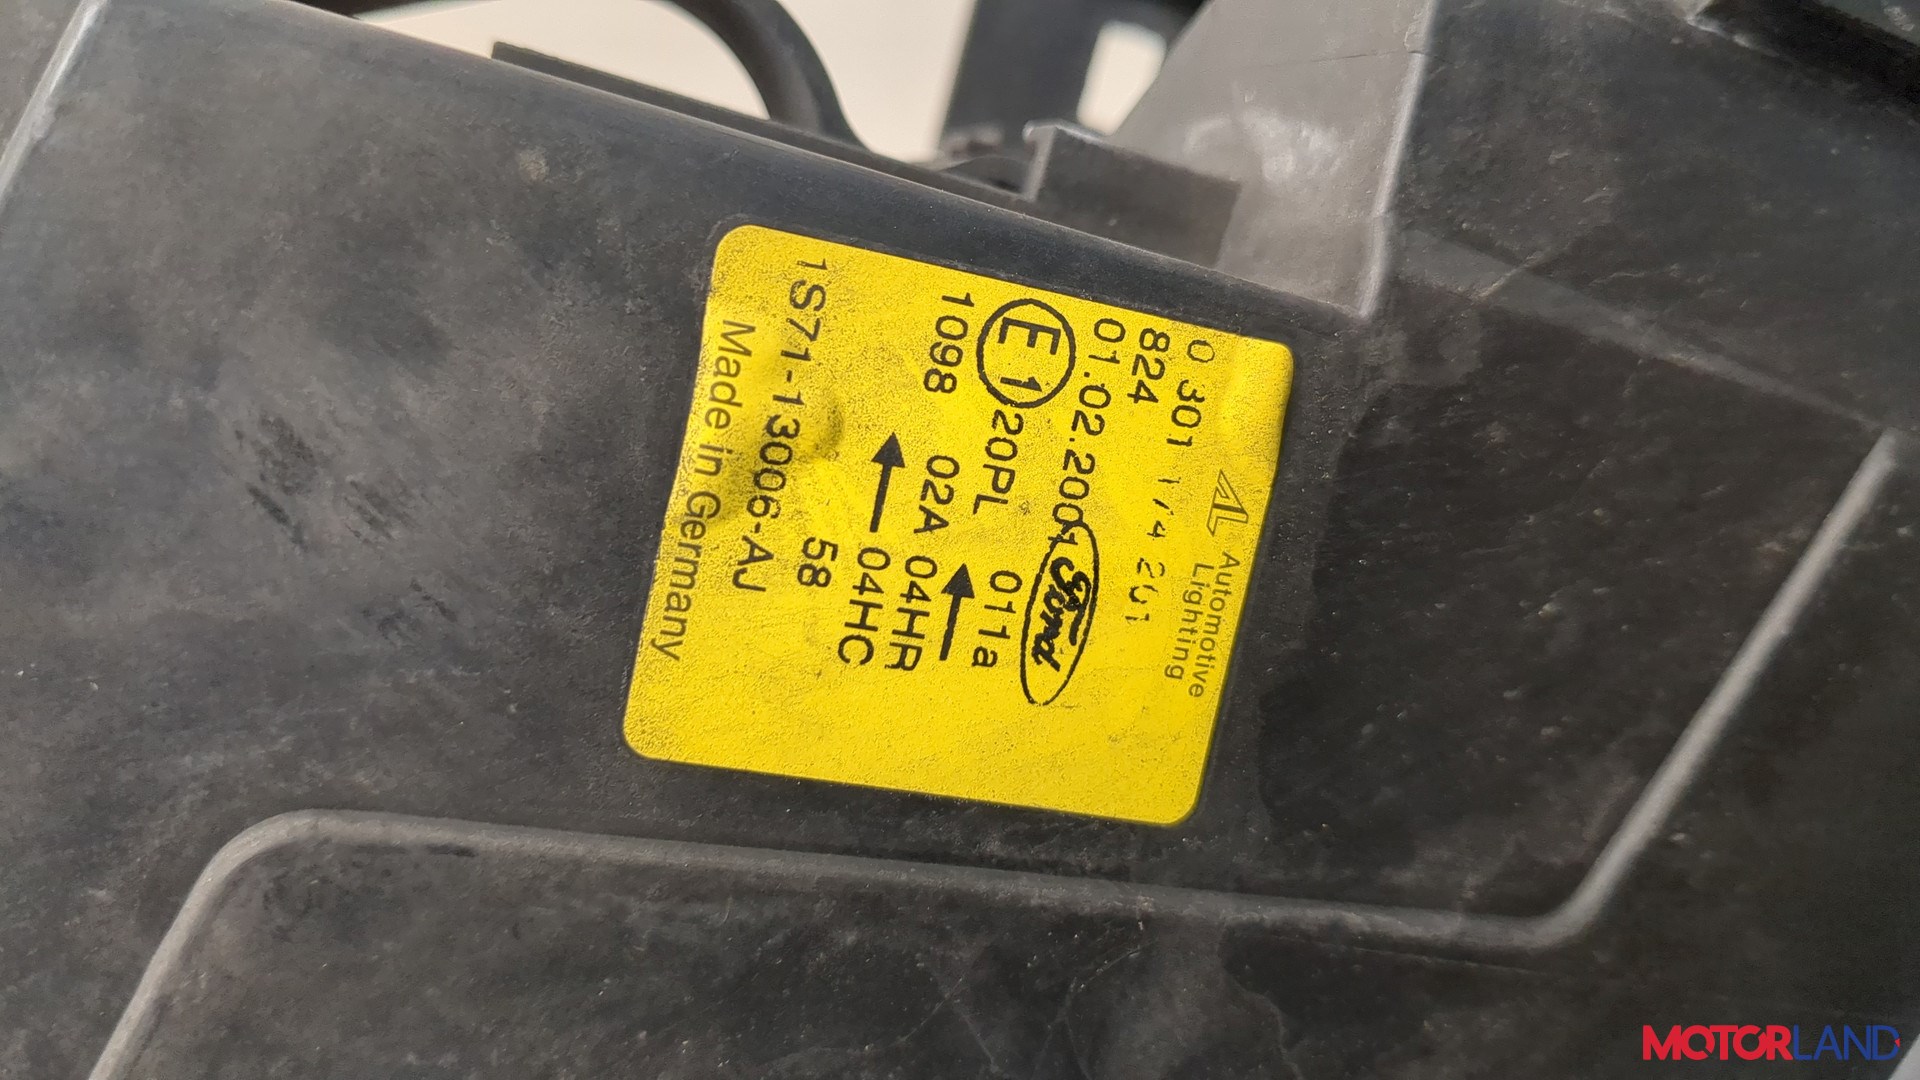 Automotive
Lighting
0 301 174 201
824
01.02.2001
Ford
E1 20PL 011a
1098 02A 04HR
04HC
58
1S71-13006-AJ
Made in Germany
MOTORLAND